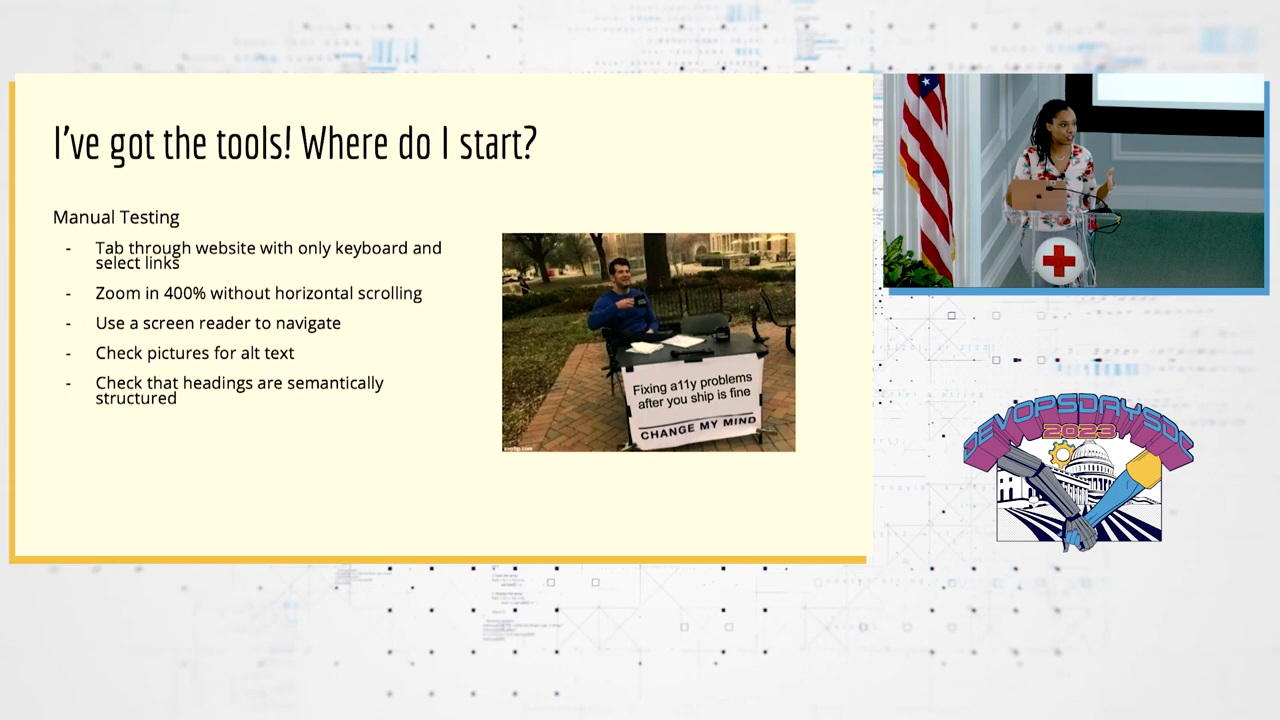 I've got the tools! Where do I start?
Manual Testing
- Tab through website with only keyboard and
select links
- Zoom in 400% without horizontal scrolling
- Use a screen reader to navigate
- Check pictures for alt text
- Check that headings are semantically
structured
Fixing a11y problems
after you ship is fine
CHANGE MY MIND
imgflip.com
DEVOPSDAYSDC
2023